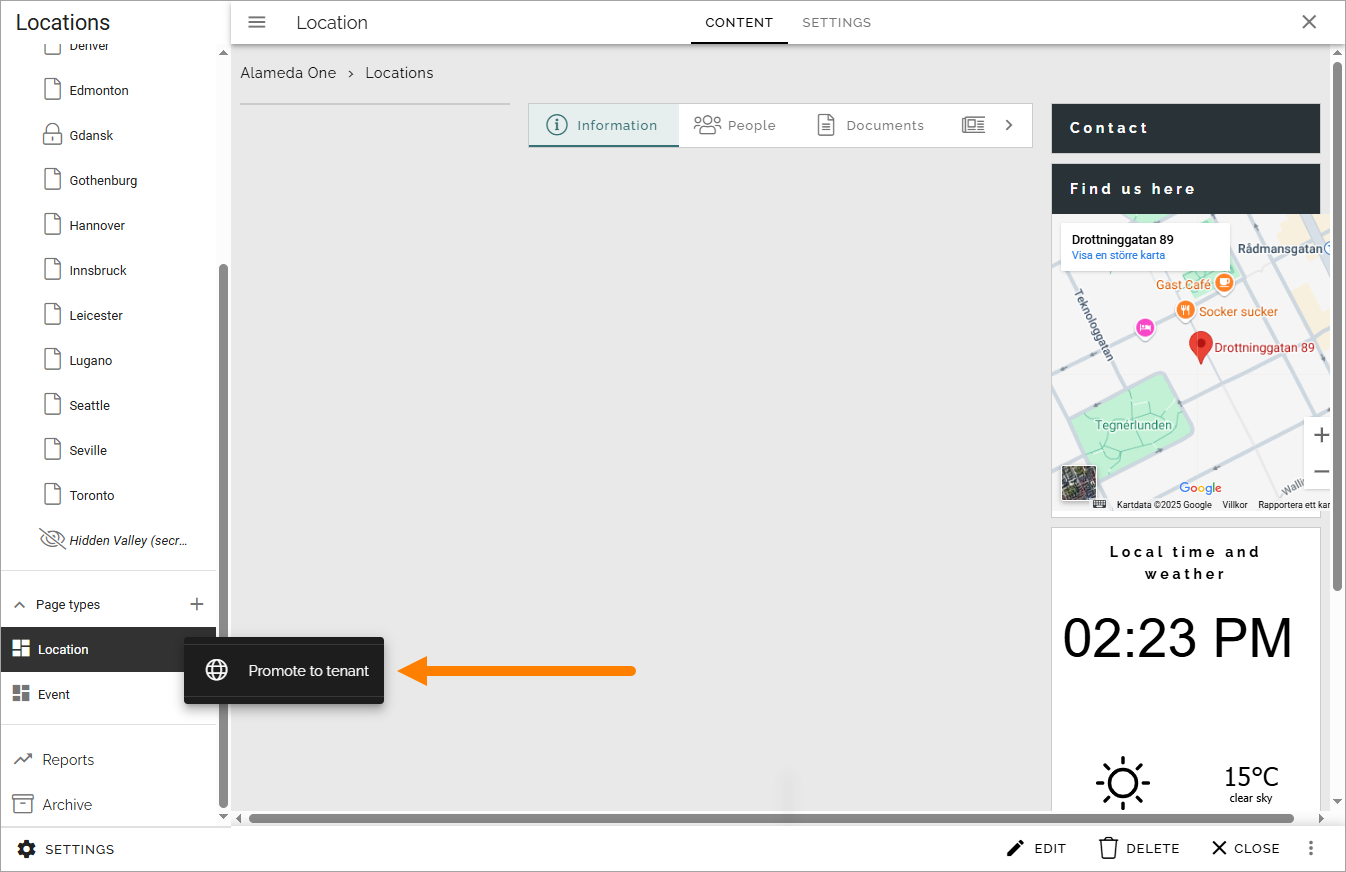 Locations
Denver
Edmonton
Gdansk
Gothenburg
Hannover
Innsbruck
Leicester
Lugano
Seattle
Seville
Toronto
Hidden Valley (secr...
Page types
Location
Event
Reports
Archive
SETTINGS
Promote to tenant
Location
CONTENT
SETTINGS
Alameda One › Locations
Information
People
Documents
Contact
Find us here
Drottninggatan 89
Visa en större karta
Rådmansgatan
Gast Café
Teknologgatan
Socker sucker
Drottninggatan 89
Tegnérlunden
Wallin
Google
Kartdata ©2025 Google
Villkor
Rapportera ett kar
Local time and
weather
02:23 PM
15°C
clear sky
EDIT
DELETE
CLOSE